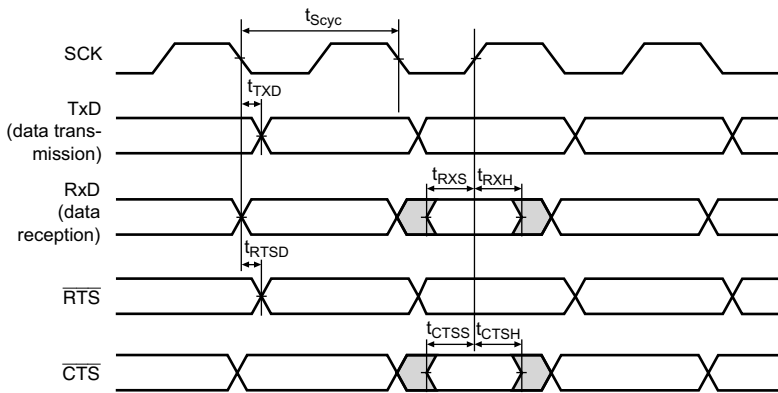 tScyc
SCK
tTXD
TxD
(data trans-
mission)
tRXS
tRXH
RxD
(data
reception)
tRTSD
RTS
tCTSS
tCTSH
CTS